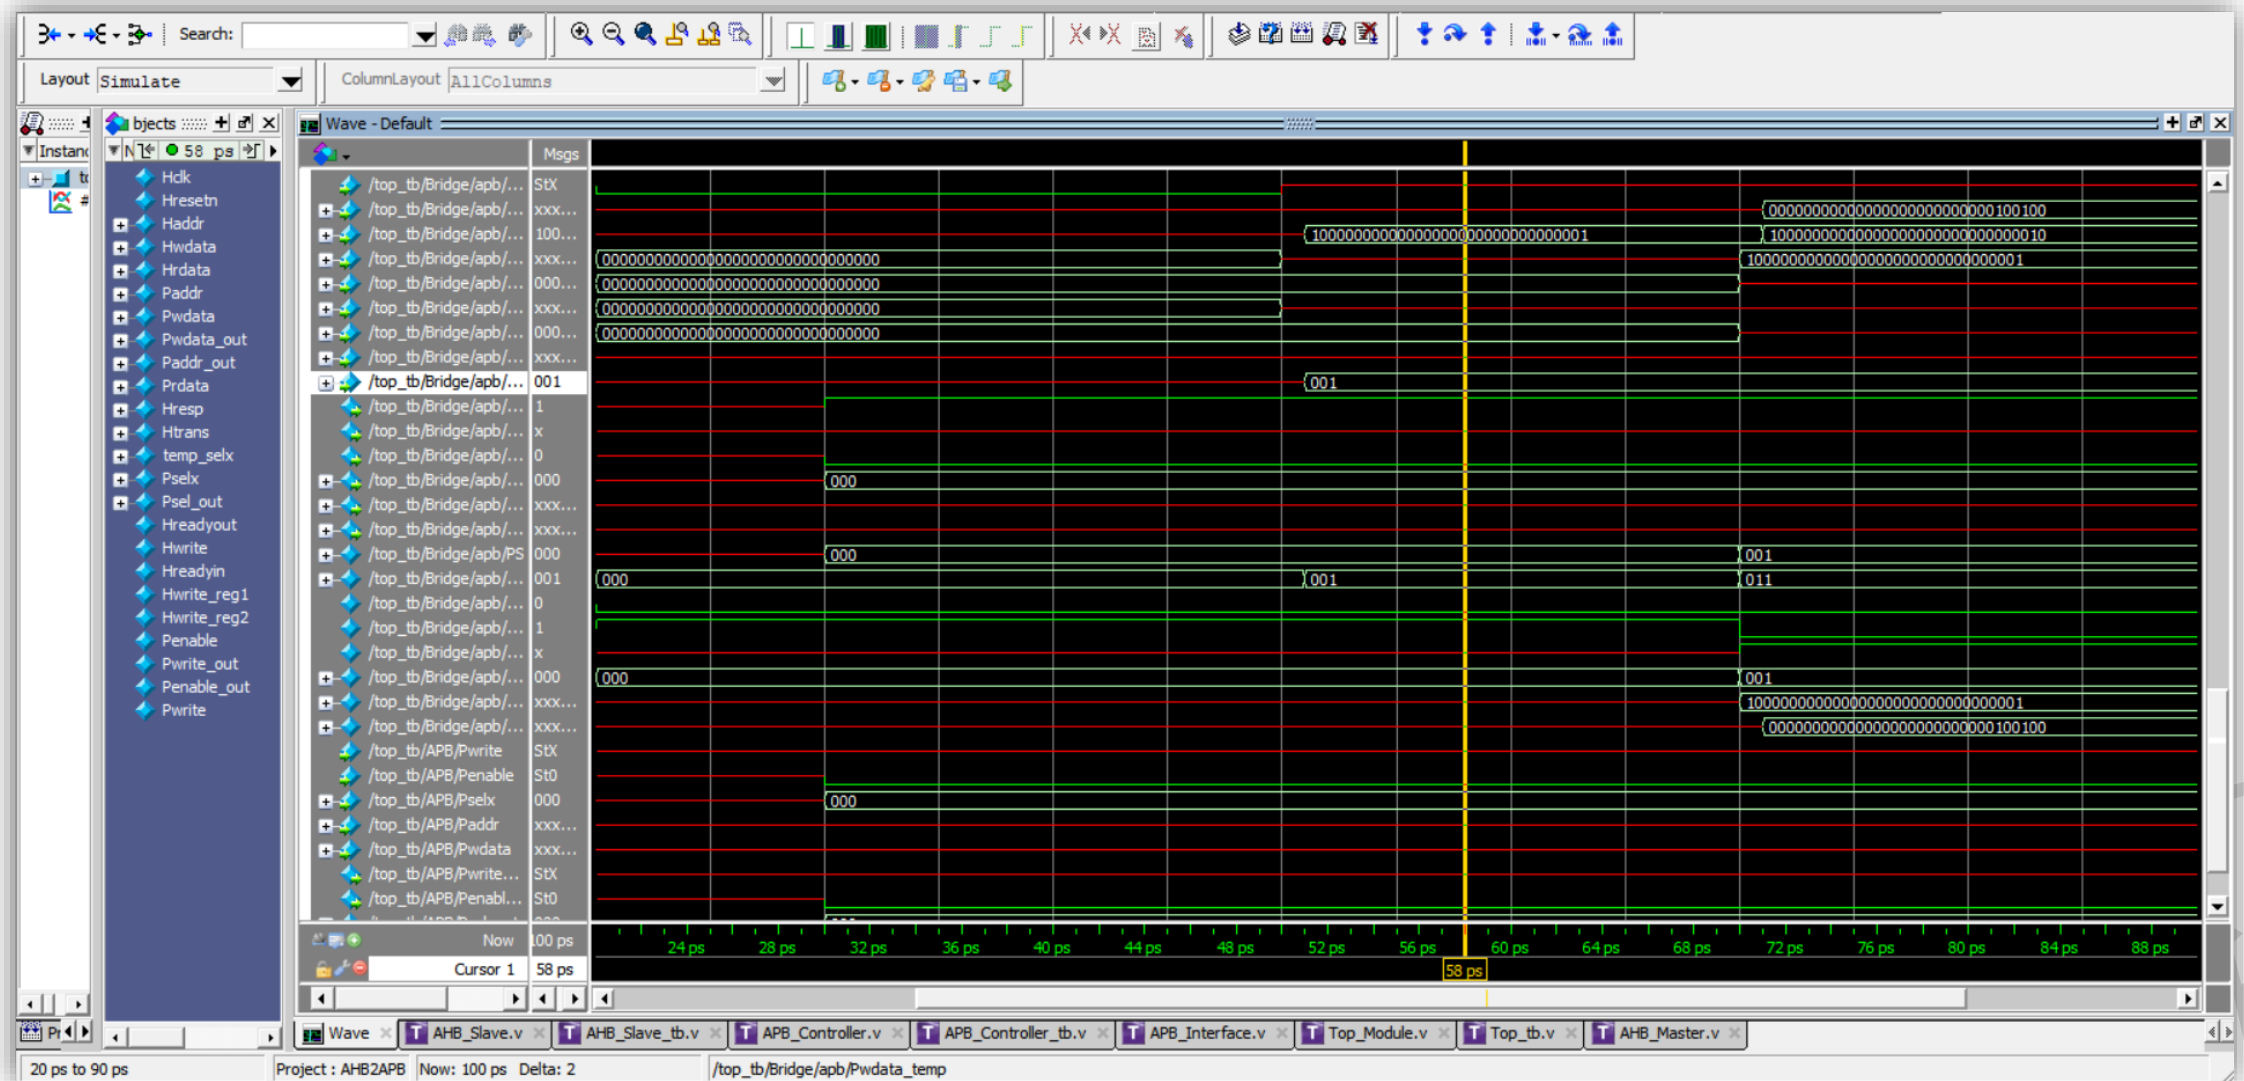 Search:
Layout Simulate ColumnLayout AllColumns
bjects Wave - Default
Instanc N 58 ps Msgs
Hclk
Hresetn
Haddr
Hwdata
Hrdata
Paddr
Pwdata
Pwdata_out
Paddr_out
Prdata
Hresp
Htrans
temp_selx
Pselx
Psel_out
Hreadyout
Hwrite
Hreadyin
Hwrite_reg1
Hwrite_reg2
Penable
Pwrite_out
Penable_out
Pwrite
/top_tb/Bridge/apb/... StX
/top_tb/Bridge/apb/... xxx... 00000000000000000000000000100100
/top_tb/Bridge/apb/... 100... 10000000000000000000000000000001 10000000000000000000000000000010
/top_tb/Bridge/apb/... xxx... 00000000000000000000000000000000 10000000000000000000000000000001
/top_tb/Bridge/apb/... 000... 00000000000000000000000000000000
/top_tb/Bridge/apb/... xxx... 00000000000000000000000000000000
/top_tb/Bridge/apb/... 000... 00000000000000000000000000000000
/top_tb/Bridge/apb/... xxx...
/top_tb/Bridge/apb/... 001 001
/top_tb/Bridge/apb/... 1
/top_tb/Bridge/apb/... x
/top_tb/Bridge/apb/... 0
/top_tb/Bridge/apb/... 000 000
/top_tb/Bridge/apb/... xxx...
/top_tb/Bridge/apb/... xxx...
/top_tb/Bridge/apb/PS 000 000 001
/top_tb/Bridge/apb/... 001 000 001 011
/top_tb/Bridge/apb/... 0
/top_tb/Bridge/apb/... 1
/top_tb/Bridge/apb/... x
/top_tb/Bridge/apb/... 000 000 001
/top_tb/Bridge/apb/... xxx... 10000000000000000000000000000001
/top_tb/Bridge/apb/... xxx... 00000000000000000000000000100100
/top_tb/APB/Pwrite StX
/top_tb/APB/Penable St0
/top_tb/APB/Pselx 000 000
/top_tb/APB/Paddr xxx...
/top_tb/APB/Pwdata xxx...
/top_tb/APB/Pwrite... StX
/top_tb/APB/Penabl... St0
Now 100 ps 24 ps 28 ps 32 ps 36 ps 40 ps 44 ps 48 ps 52 ps 56 ps 60 ps 64 ps 68 ps 72 ps 76 ps 80 ps 84 ps 88 ps
Cursor 1 58 ps 58 ps
Wave AHB_Slave.v AHB_Slave_tb.v APB_Controller.v APB_Controller_tb.v APB_Interface.v Top_Module.v Top_tb.v AHB_Master.v
20 ps to 90 ps Project : AHB2APB Now: 100 ps Delta: 2 /top_tb/Bridge/apb/Pwdata_temp